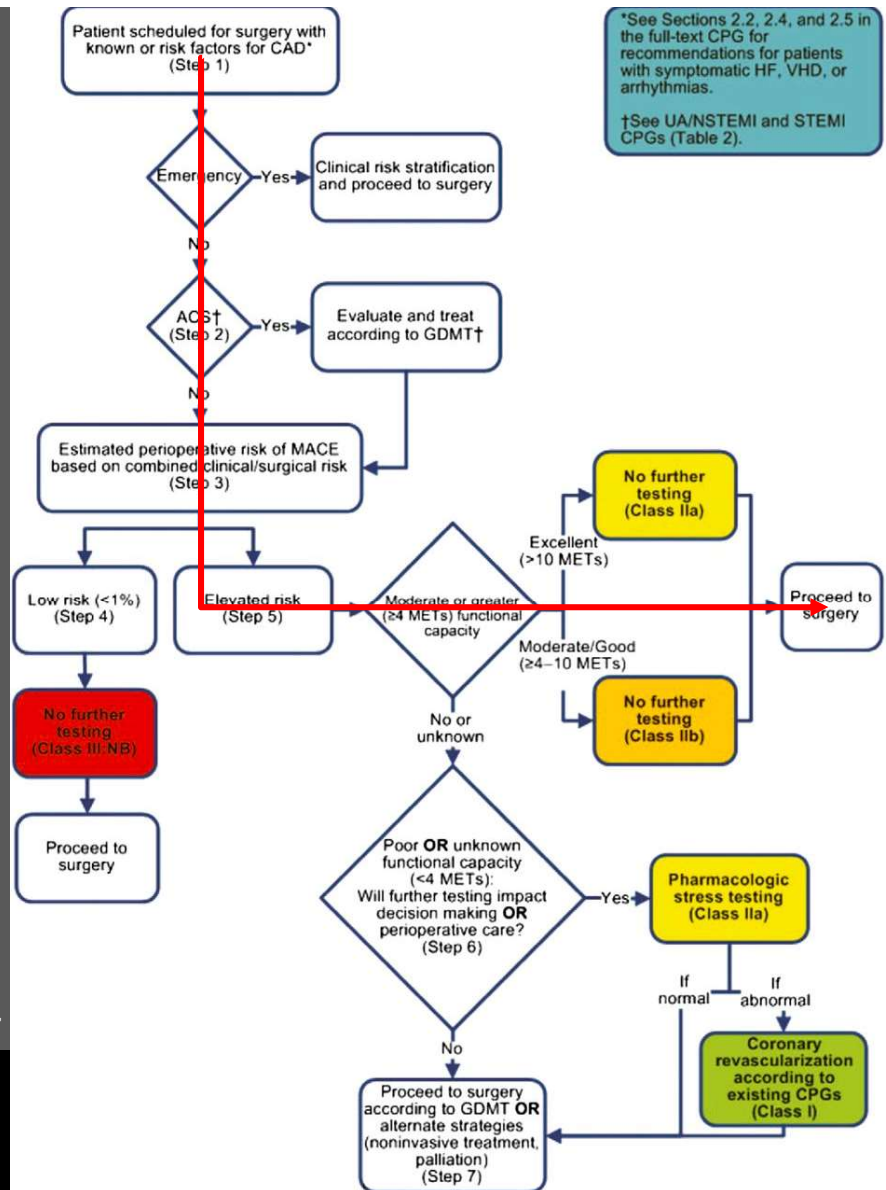 Patient scheduled for surgery with
known or risk factors for CAD*
(Step 1)
*See Sections 2.2, 2.4, and 2.5 in
the full-text CPG for
recommendations for patients
with symptomatic HF, VHD, or
arrhythmias.
†See UA/NSTEMI and STEMI
CPGs (Table 2).
Emergency
Yes
Clinical risk stratification
and proceed to surgery
No
ACS†
(Step 2)
Yes
Evaluate and treat
according to GDMT†
No
Estimated perioperative risk of MACE
based on combined clinical/surgical risk
(Step 3)
Low risk (<1%)
(Step 4)
Elevated risk
(Step 5)
Moderate or greater
(≥4 METs) functional
capacity
Excellent
(>10 METs)
No further
testing
(Class IIa)
Moderate/Good
(≥4–10 METs)
No further
testing
(Class IIb)
Proceed to
surgery
No further
testing
(Class III:NB)
Proceed to
surgery
No or
unknown
Poor OR unknown
functional capacity
(<4 METs):
Will further testing impact
decision making OR
perioperative care?
(Step 6)
Yes
Pharmacologic
stress testing
(Class IIa)
If
normal
If
abnormal
Coronary
revascularization
according to
existing CPGs
(Class I)
No
Proceed to surgery
according to GDMT OR
alternate strategies
(noninvasive treatment,
palliation)
(Step 7)